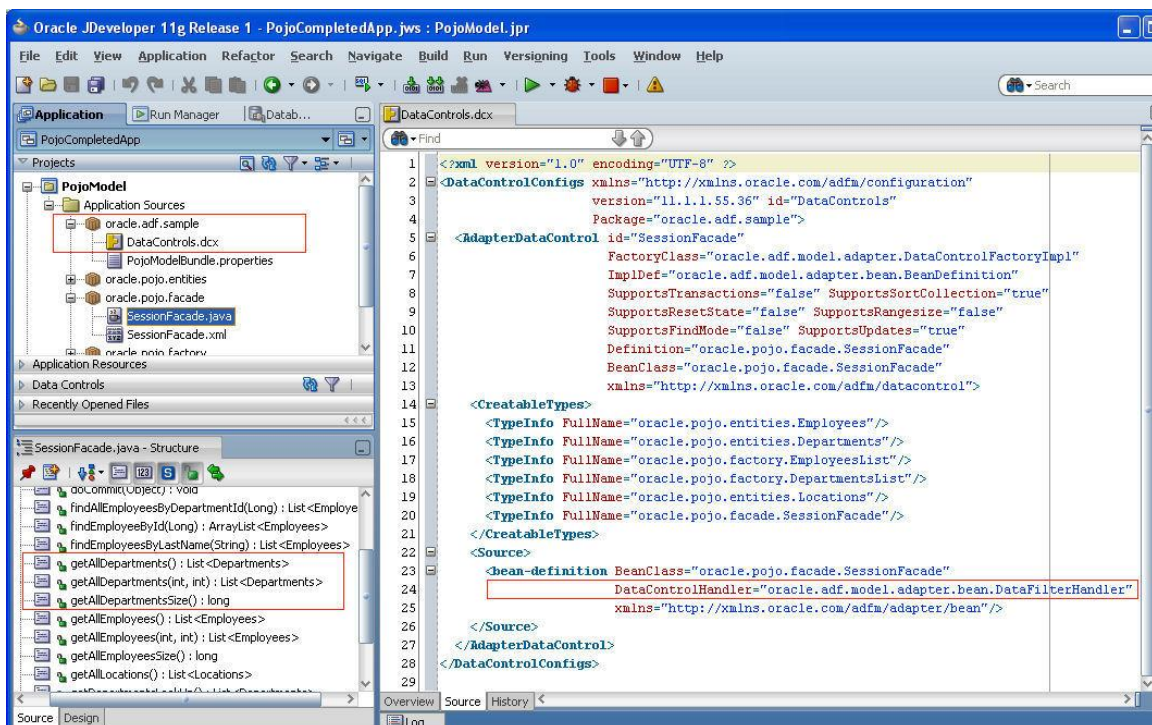 Oracle JDeveloper 11g Release 1 - PojoCompletedApp.jws : PojoModel.jpr
File Edit View Application Refactor Search Navigate Build Run Versioning Tools Window Help
Search
Application
Run Manager
Datab...
PojoCompletedApp
Projects
PojoModel
Application Sources
oracle.adf.sample
DataControls.dcx
PojoModelBundle.properties
oracle.pojo.entities
oracle.pojo.facade
SessionFacade.java
SessionFacade.xml
oracle.pojo.factory
Application Resources
Data Controls
Recently Opened Files
SessionFacade.java - Structure
doCommit(Object) : void
findAllEmployeesByDepartmentId(Long) : List<Employe
findEmployeeById(Long) : ArrayList<Employees>
findEmployeesByLastName(String) : List<Employees>
getAllDepartments() : List<Departments>
getAllDepartments(int, int) : List<Departments>
getAllDepartmentsSize() : long
getAllEmployees() : List<Employees>
getAllEmployees(int, int) : List<Employees>
getAllEmployeesSize() : long
getAllLocations() : List<Locations>
Source Design
DataControls.dcx
Find
1 <?xml version="1.0" encoding="UTF-8" ?>
2 <DataControlConfigs xmlns="http://xmlns.oracle.com/adfm/configuration"
3 version="11.1.1.55.36" id="DataControls"
4 Package="oracle.adf.sample">
5 <AdapterDataControl id="SessionFacade"
6 FactoryClass="oracle.adf.model.adapter.DataControlFactoryImpl"
7 ImplDef="oracle.adf.model.adapter.bean.BeanDefinition"
8 SupportsTransactions="false" SupportsSortCollection="true"
9 SupportsResetState="false" SupportsRangesize="false"
10 SupportsFindMode="false" SupportsUpdates="true"
11 Definition="oracle.pojo.facade.SessionFacade"
12 BeanClass="oracle.pojo.facade.SessionFacade"
13 xmlns="http://xmlns.oracle.com/adfm/datacontrol">
14 <CreatableTypes>
15 <TypeInfo FullName="oracle.pojo.entities.Employees"/>
16 <TypeInfo FullName="oracle.pojo.entities.Departments"/>
17 <TypeInfo FullName="oracle.pojo.factory.EmployeesList"/>
18 <TypeInfo FullName="oracle.pojo.factory.DepartmentsList"/>
19 <TypeInfo FullName="oracle.pojo.entities.Locations"/>
20 <TypeInfo FullName="oracle.pojo.facade.SessionFacade"/>
21 </CreatableTypes>
22 <Source>
23 <bean-definition BeanClass="oracle.pojo.facade.SessionFacade"
24 DataControlHandler="oracle.adf.model.adapter.bean.DataFilterHandler"
25 xmlns="http://xmlns.oracle.com/adfm/adapter/bean"/>
26 </Source>
27 </AdapterDataControl>
28 </DataControlConfigs>
29
Overview Source History
Log